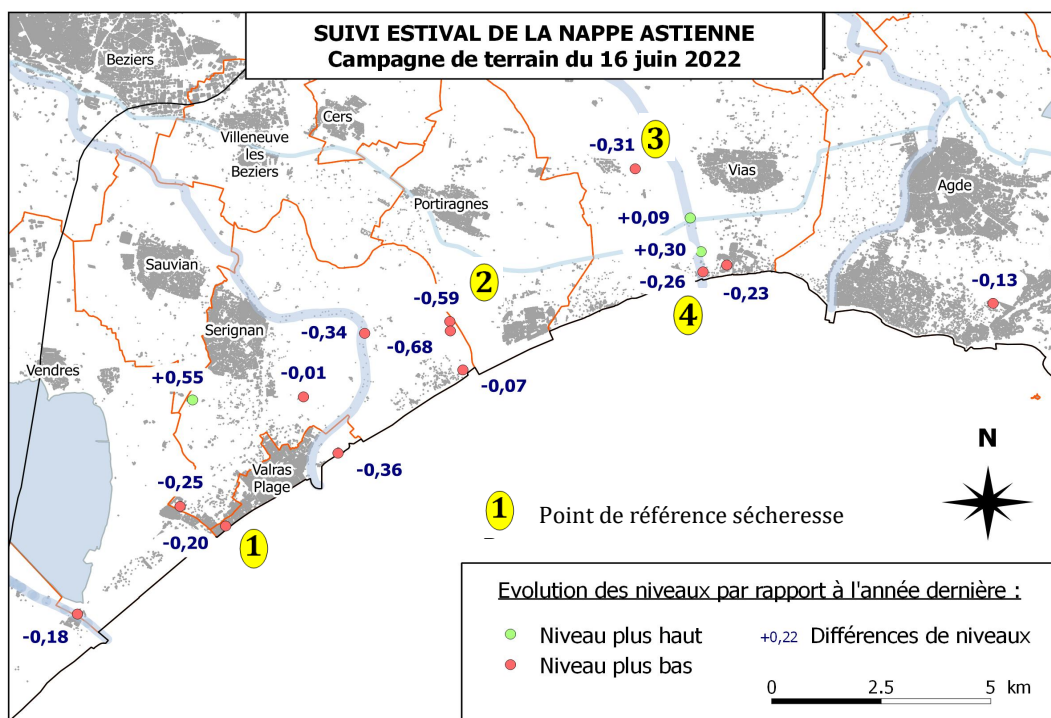 SUIVI ESTIVAL DE LA NAPPE ASTIENNE
Campagne de terrain du 16 juin 2022
Beziers
Cers
Villeneuve
les
Beziers
-0,31
3
Vias
Agde
Portiragnes
+0,09
Sauvian
+0,30
2
-0,26
-0,23
-0,13
-0,59
4
Serignan
-0,34
-0,68
Vendres
+0,55
-0,01
-0,07
Valras
Plage
-0,36
N
-0,25
-0,20
1
1 Point de référence sécheresse
-0,18
Evolution des niveaux par rapport à l'année dernière :
Niveau plus haut
+0,22 Différences de niveaux
Niveau plus bas
0 2.5 5 km